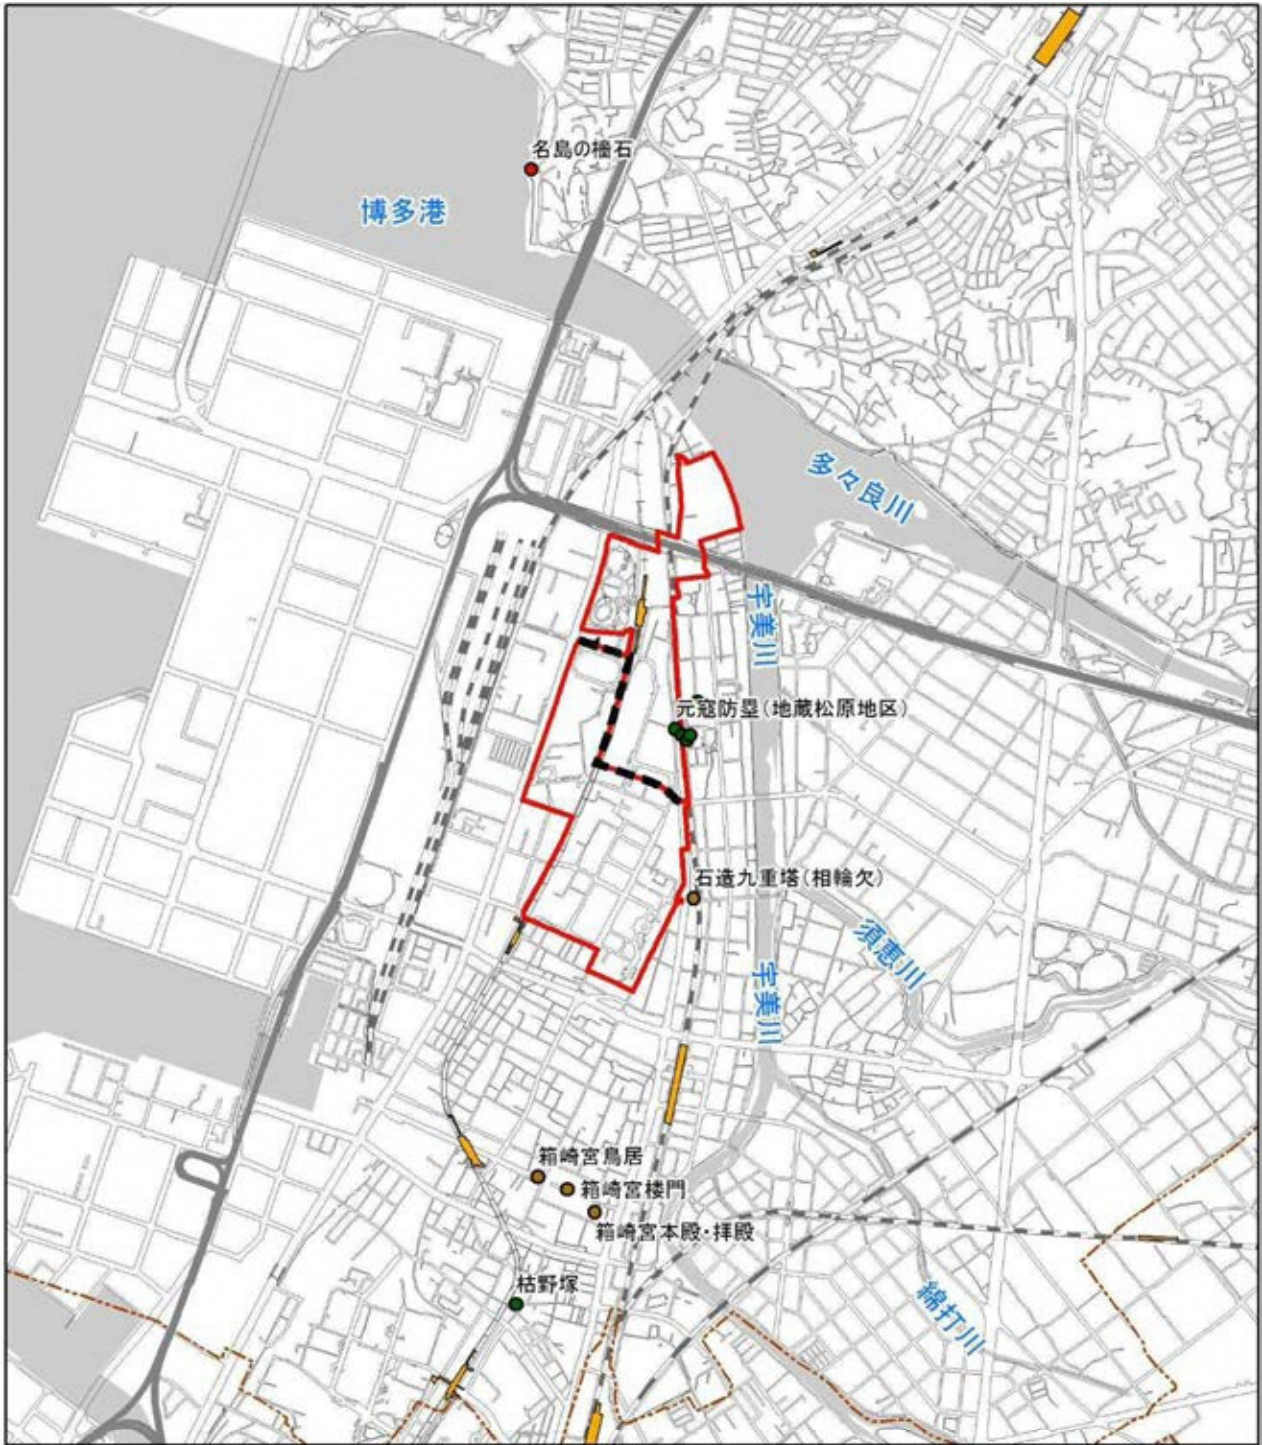 名島の檣石
博多港
多々良川
宇美川
元寇防塁(地蔵松原地区)
石造九重塔(相輪欠)
須恵川
宇美川
箱崎宮鳥居
箱崎宮楼門
箱崎宮本殿・拝殿
枯野塚
綿打川